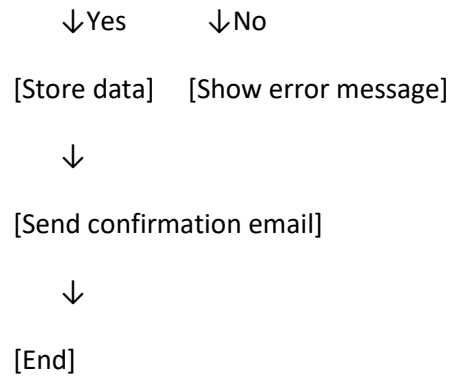 ↓Yes ↓No
[Store data] [Show error message]
↓
[Send confirmation email]
↓
[End]